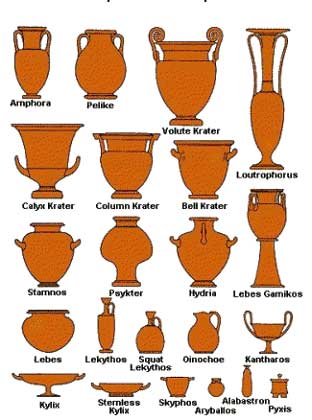 Amphora
Pelike
Volute Krater
Loutrophorus
Calyx Krater
Column Krater
Bell Krater
Stamnos
Psykter
Hydria
Lebes Gamikos
Lebes
Lekythos
Squat
Lekythos
Oinochoe
Kantharos
Kylix
Stemless
Kylix
Skyphos
Aryballos
Alabastron
Pyxis